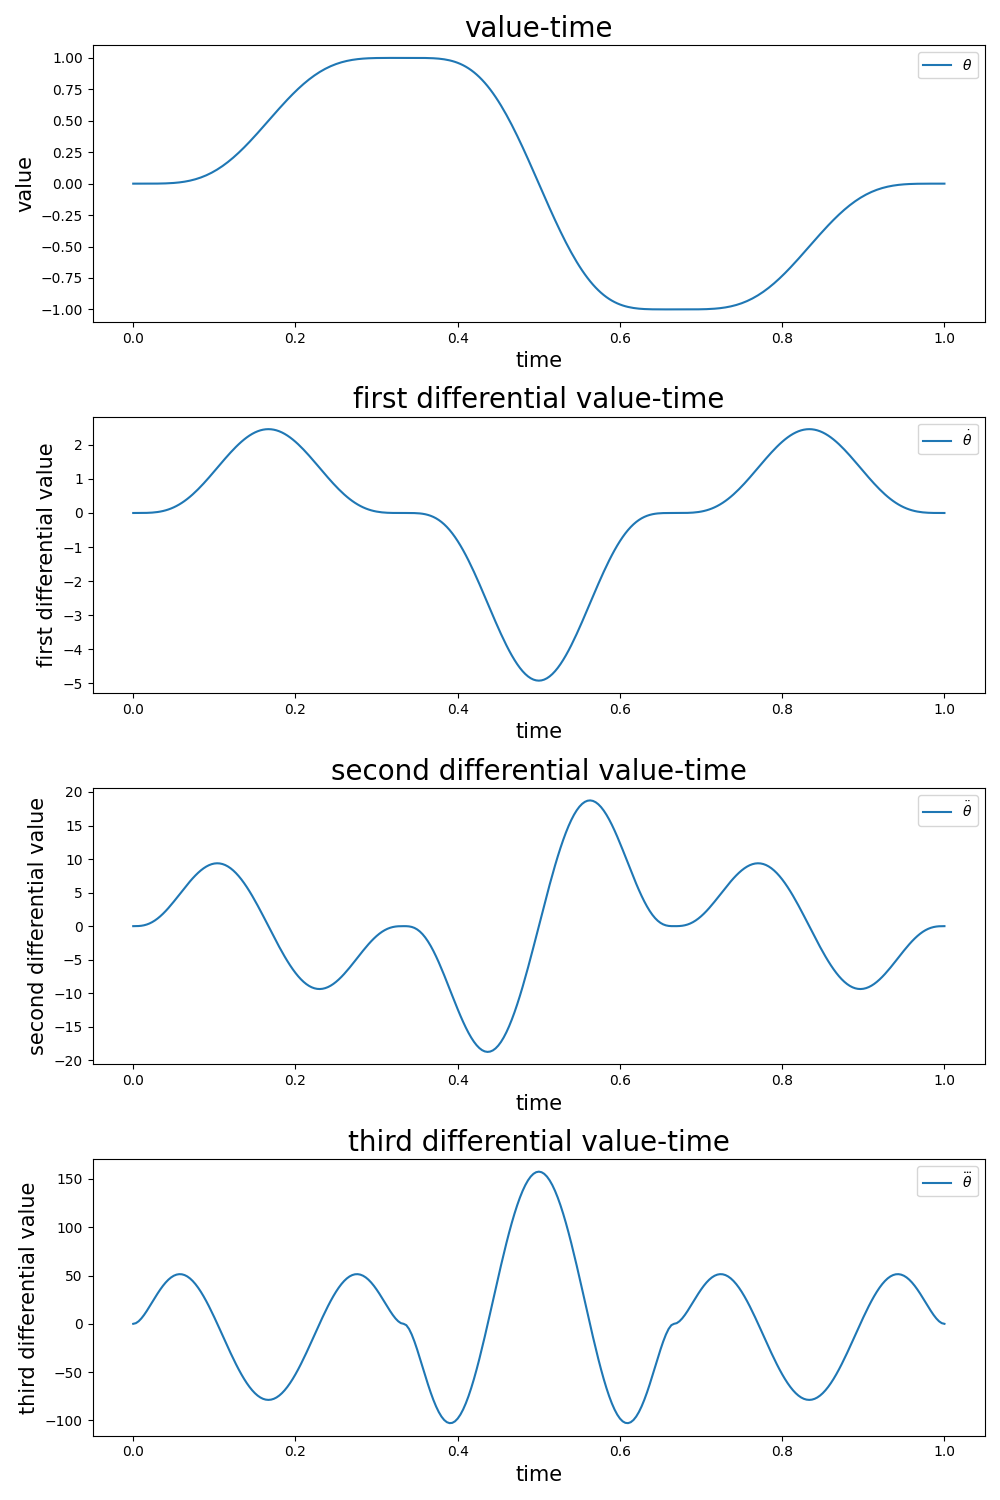 value-time
1.00
0.75
0.50
0.25
0.00
−0.25
−0.50
−0.75
−1.00
value
θ
0.0 0.2 0.4 0.6 0.8 1.0
time
first differential value-time
2
1
0
−1
−2
−3
−4
−5
first differential value
θ̇
0.0 0.2 0.4 0.6 0.8 1.0
time
second differential value-time
20
15
10
5
0
−5
−10
−15
−20
second differential value
θ̈
0.0 0.2 0.4 0.6 0.8 1.0
time
third differential value-time
150
100
50
0
−50
−100
third differential value
θ⃛
0.0 0.2 0.4 0.6 0.8 1.0
time